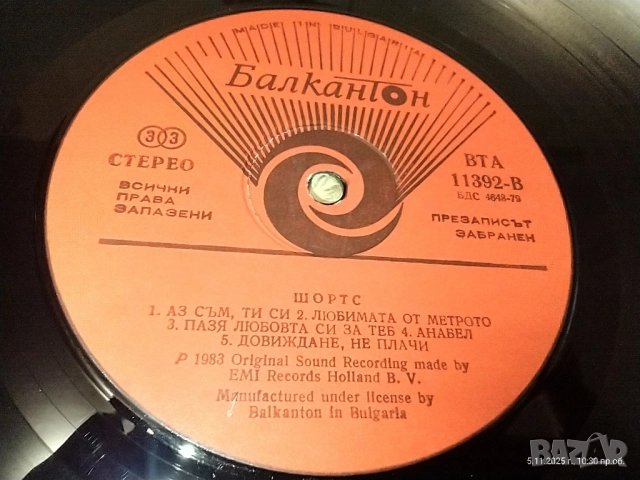 MADE IN BULGARIA
Балкантон
33
СТЕРЕО
ВСИЧКИ
ПРАВА
ЗАПАЗЕНИ
ВТА
11392-В
БДС 4648-79
ПРЕЗАПИСЪТ
ЗАБРАНЕН
ШОРТС
1. АЗ СЪМ, ТИ СИ 2. ЛЮБИМАТА ОТ МЕТРОТО
3. ПАЗЯ ЛЮБОВТА СИ ЗА ТЕБ 4. АНАБЕЛ
5. ДОВИЖДАНЕ, НЕ ПЛАЧИ
P 1983 Original Sound Recording made by
EMI Records Holland B. V.
Manufactured under license by
Balkanton in Bulgaria
BAZAR
5.11.2025 г. 10:30 пр.об.